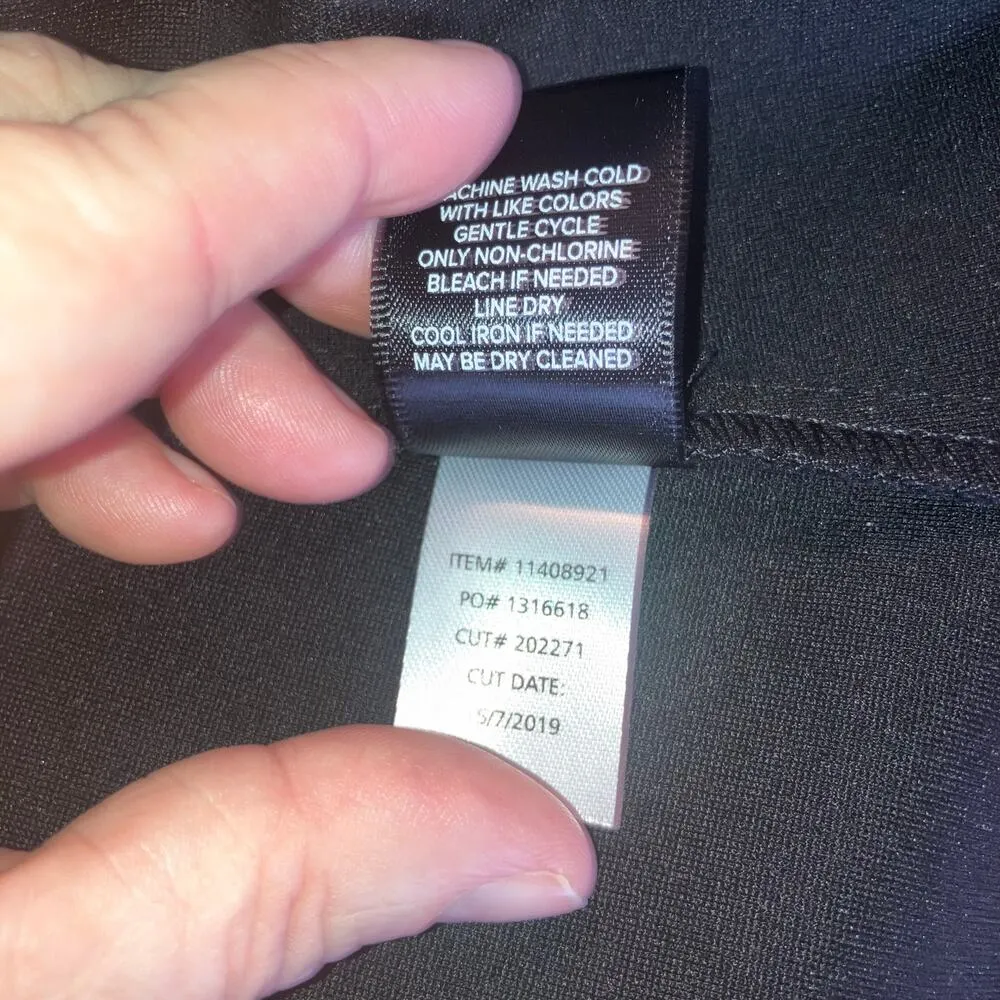 ACHINE WASH COLD
WITH LIKE COLORS
GENTLE CYCLE
ONLY NON-CHLORINE
BLEACH IF NEEDED
LINE DRY
COOL IRON IF NEEDED
MAY BE DRY CLEANED
ITEM# 11408921
PO# 1316618
CUT# 202271
CUT DATE:
5/7/2019